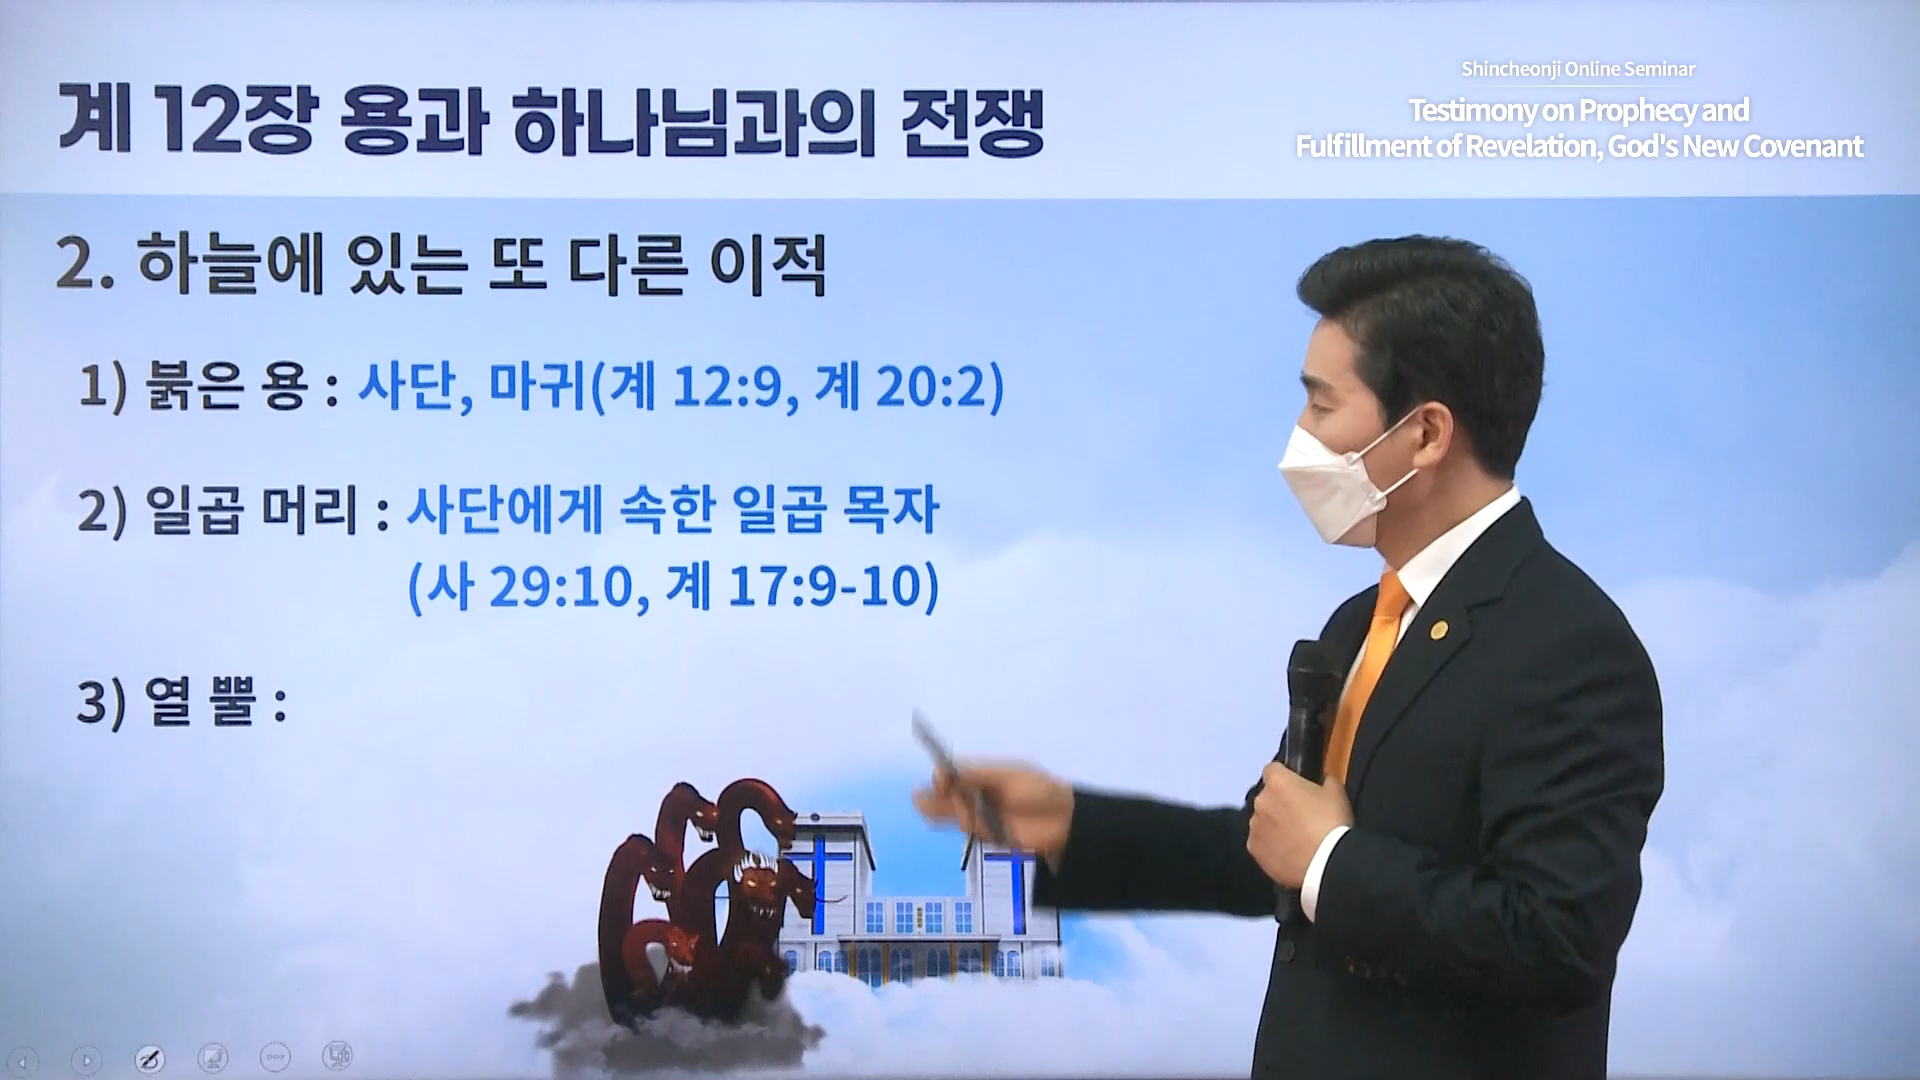 계 12장 용과 하나님과의 전쟁
Shincheonji Online Seminar
Testimony on Prophecy and
Fulfillment of Revelation, God's New Covenant
2. 하늘에 있는 또 다른 이적
1) 붉은 용 : 사단, 마귀(계 12:9, 계 20:2)
2) 일곱 머리 : 사단에게 속한 일곱 목자
(사 29:10, 계 17:9-10)
3) 열 뿔 :